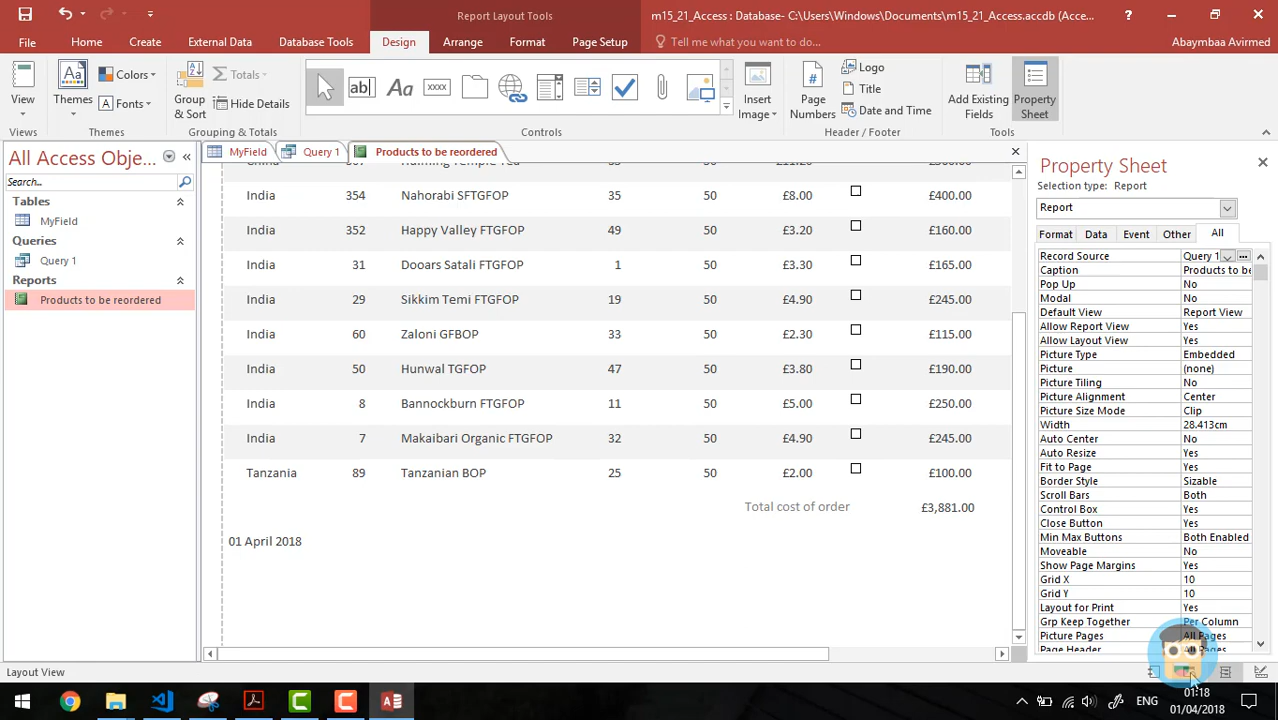 Report Layout Tools
m15_21_Access : Database- C:\Users\Windows\Documents\m15_21_Access.accdb (Acce...
?
File Home Create External Data Database Tools Design Arrange Format Page Setup Tell me what you want to do... Abaymbaa Avirmed
View
Views
Themes
Colors
Fonts
Themes
Group & Sort
Totals
Hide Details
Grouping & Totals
ab|
Aa
xxxx
Controls
Insert Image
Page Numbers
Logo
Title
Date and Time
Header / Footer
Add Existing Fields
Property Sheet
Tools
All Access Obje...
Search...
Tables
MyField
Queries
Query 1
Reports
Products to be reordered
MyField Query 1 Products to be reordered
India 354 Nahorabi SFTGFOP 35 50 £8.00 £400.00
India 352 Happy Valley FTGFOP 49 50 £3.20 £160.00
India 31 Dooars Satali FTGFOP 1 50 £3.30 £165.00
India 29 Sikkim Temi FTGFOP 19 50 £4.90 £245.00
India 60 Zaloni GFBOP 33 50 £2.30 £115.00
India 50 Hunwal TGFOP 47 50 £3.80 £190.00
India 8 Bannockburn FTGFOP 11 50 £5.00 £250.00
India 7 Makaibari Organic FTGFOP 32 50 £4.90 £245.00
Tanzania 89 Tanzanian BOP 25 50 £2.00 £100.00
Total cost of order £3,881.00
01 April 2018
Property Sheet
Selection type: Report
Report
Format Data Event Other All
Record Source Query 1
Caption Products to be
Pop Up No
Modal No
Default View Report View
Allow Report View Yes
Allow Layout View Yes
Picture Type Embedded
Picture (none)
Picture Tiling No
Picture Alignment Center
Picture Size Mode Clip
Width 28.413cm
Auto Center No
Auto Resize Yes
Fit to Page Yes
Border Style Sizable
Scroll Bars Both
Control Box Yes
Close Button Yes
Min Max Buttons Both Enabled
Moveable No
Show Page Margins Yes
Grid X 10
Grid Y 10
Layout for Print Yes
Grp Keep Together Per Column
Picture Pages All Pages
Page Header All Pages
Layout View
ENG
01:18
01/04/2018